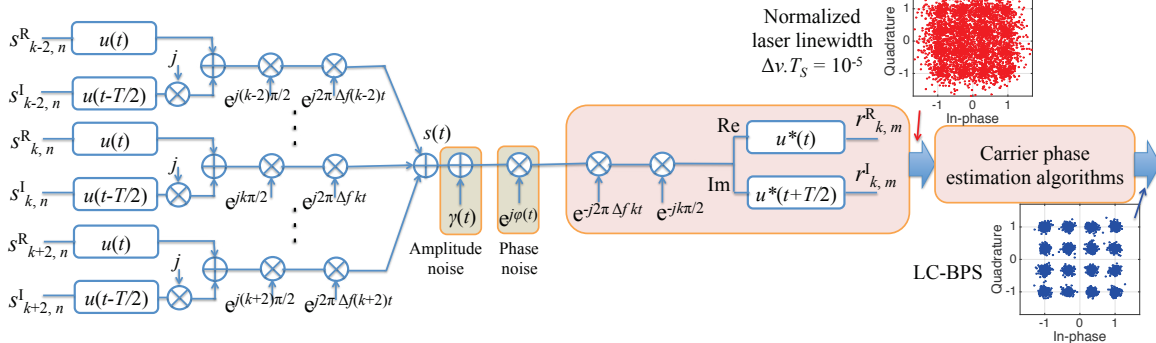 s^R_{k-2, n} u(t)
j
s^I_{k-2, n} u(t-T/2)
e^{j(k-2)π/2} e^{j2π Δf(k-2)t}
s^R_{k, n} u(t)
j
s^I_{k, n} u(t-T/2)
e^{jkπ/2} e^{j2π Δf kt}
s^R_{k+2, n} u(t)
j
s^I_{k+2, n} u(t-T/2)
e^{j(k+2)π/2} e^{j2π Δf(k+2)t}
s(t)
γ(t)
Amplitude
noise
e^{jφ(t)}
Phase
noise
e^{-j2π Δf kt}
e^{-jkπ/2}
Re
u*(t)
r^R_{k, m}
Im
u*(t+T/2)
r^I_{k, m}
Normalized
laser linewidth
Δν.T_S = 10^{-5}
Quadrature
1
0
-1
-1 0 1
In-phase
Carrier phase
estimation algorithms
LC-BPS
Quadrature
1
0
-1
-1 0 1
In-phase